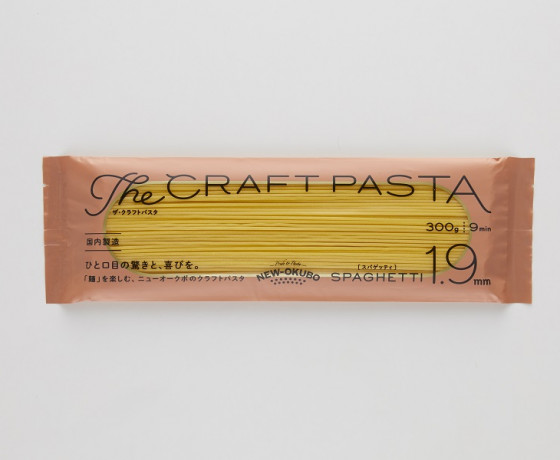 The CRAFT PASTA
ザ・クラフトパスタ
300g 9min
国内製造
ひと口目の驚きと、喜びを。
「麺」を楽しむ、ニューオークボのクラフトパスタ
NEW-OKUBO
[スパゲッティ]
SPAGHETTI 1.9mm